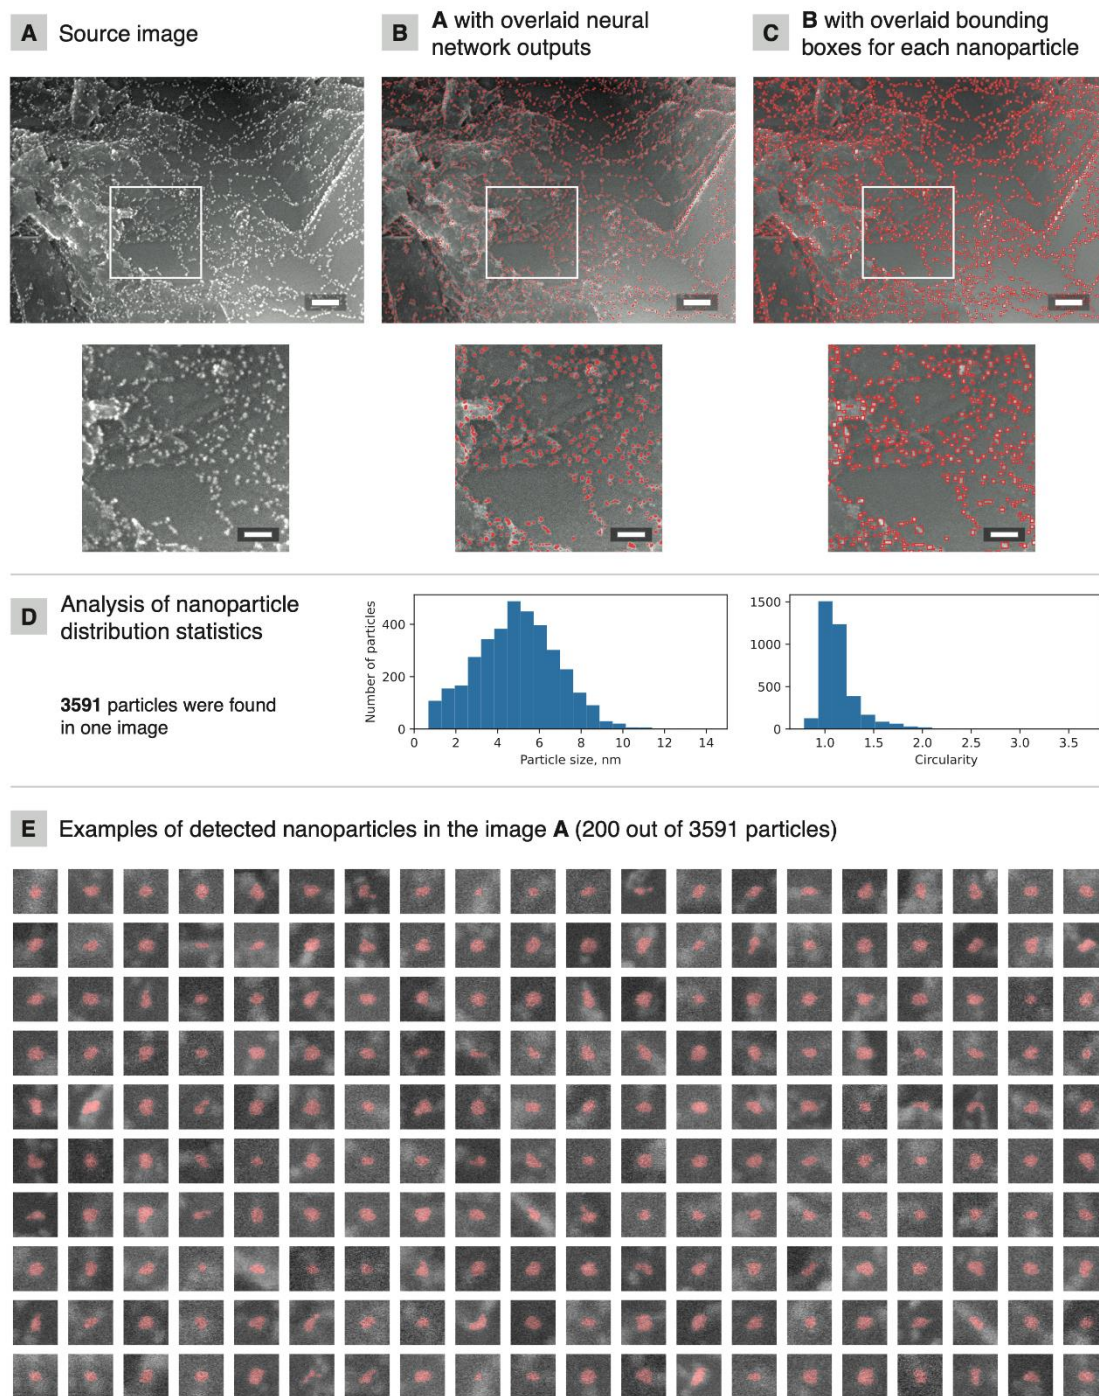 A Source image
B A with overlaid neural
network outputs
C B with overlaid bounding
boxes for each nanoparticle
D Analysis of nanoparticle
distribution statistics
3591 particles were found
in one image
Number of particles
400
200
0
0 2 4 6 8 10 12 14
Particle size, nm
1500
1000
500
0
1.0 1.5 2.0 2.5 3.0 3.5
Circularity
E Examples of detected nanoparticles in the image A (200 out of 3591 particles)